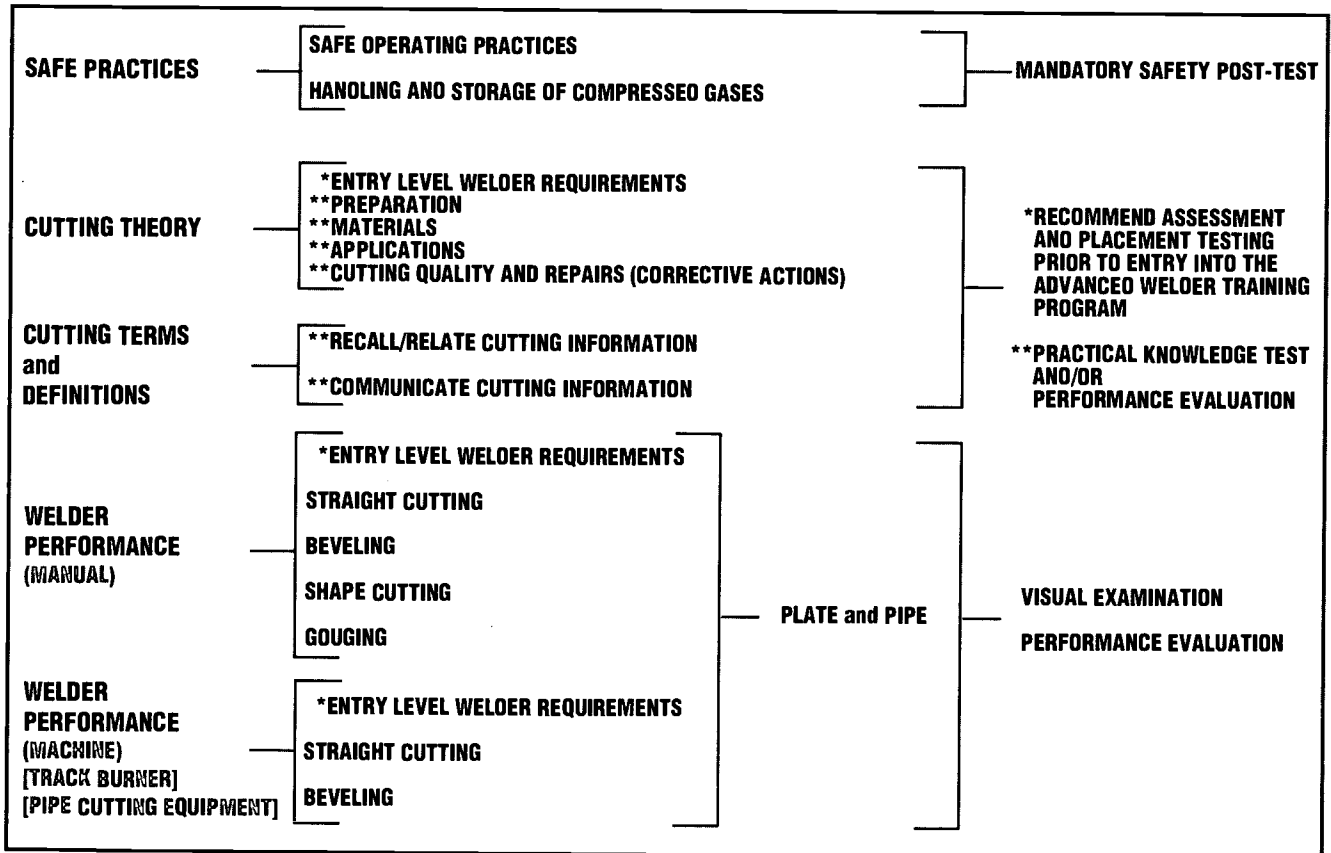 SAFE PRACTICES
SAFE OPERATING PRACTICES
HANOLING AND STORAGE OF COMPRESSEO GASES
MANDATORY SAFETY POST-TEST
CUTTING THEORY
*ENTRY LEVEL WELOER REQUIREMENTS
**PREPARATION
**MATERIALS
**APPLICATIONS
**CUTTING QUALITY AND REPAIRS (CORRECTIVE ACTIONS)
CUTTING TERMS
and
DEFINITIONS
**RECALL/RELATE CUTTING INFORMATION
**COMMUNICATE CUTTING INFORMATION
*RECOMMEND ASSESSMENT
ANO PLACEMENT TESTING
PRIOR TO ENTRY INTO THE
ADVANCEO WELOER TRAINING
PROGRAM
**PRACTICAL KNOWLEDGE TEST
ANO/OR
PERFORMANCE EVALUATION
WELDER
PERFORMANCE
(MANUAL)
*ENTRY LEVEL WELOER REQUIREMENTS
STRAIGHT CUTTING
BEVELING
SHAPE CUTTING
GOUGING
WELDER
PERFORMANCE
(MACHINE)
[TRACK BURNER]
[PIPE CUTTING EQUIPMENT]
*ENTRY LEVEL WELOER REQUIREMENTS
STRAIGHT CUTTING
BEVELING
PLATE and PIPE
VISUAL EXAMINATION
PERFORMANCE EVALUATION